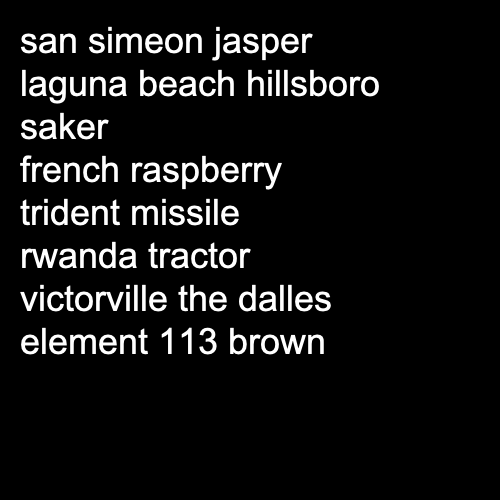 san simeon jasper
laguna beach hillsboro
saker
french raspberry
trident missile
rwanda tractor
victorville the dalles
element 113 brown